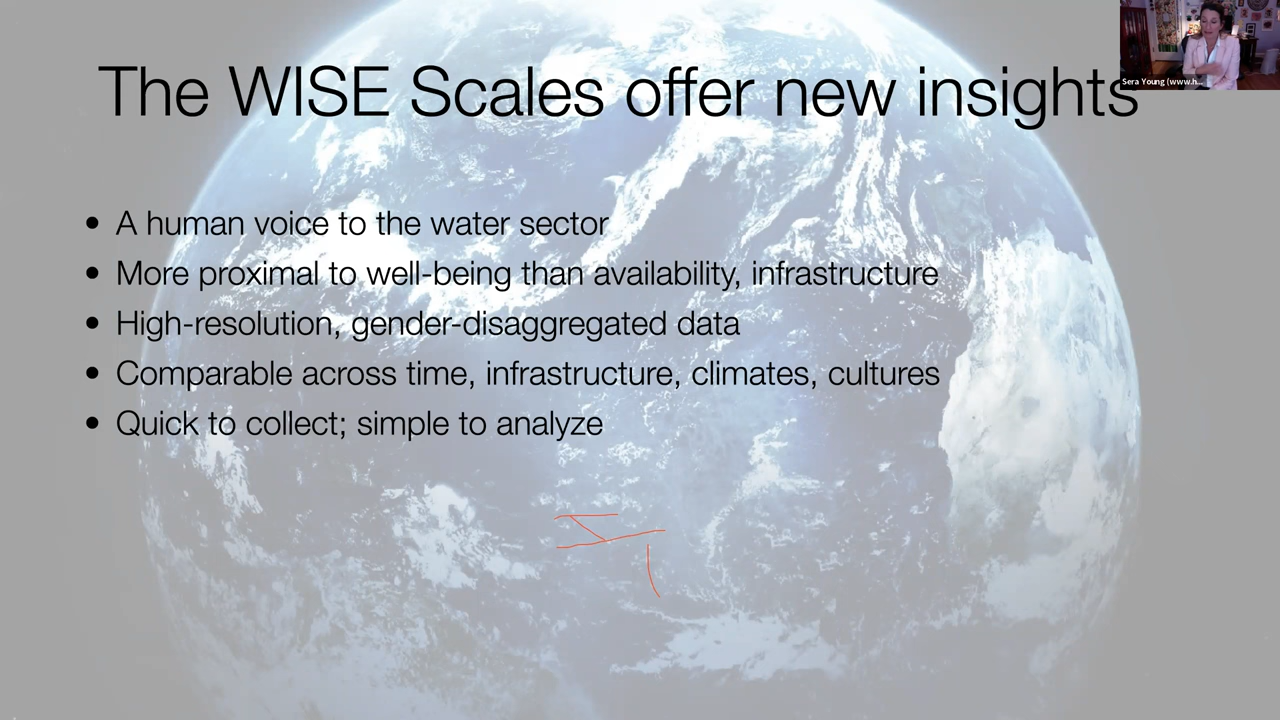 The WISE Scales offer new insights
Sera Young (www.h...
• A human voice to the water sector
• More proximal to well-being than availability, infrastructure
• High-resolution, gender-disaggregated data
• Comparable across time, infrastructure, climates, cultures
• Quick to collect; simple to analyze